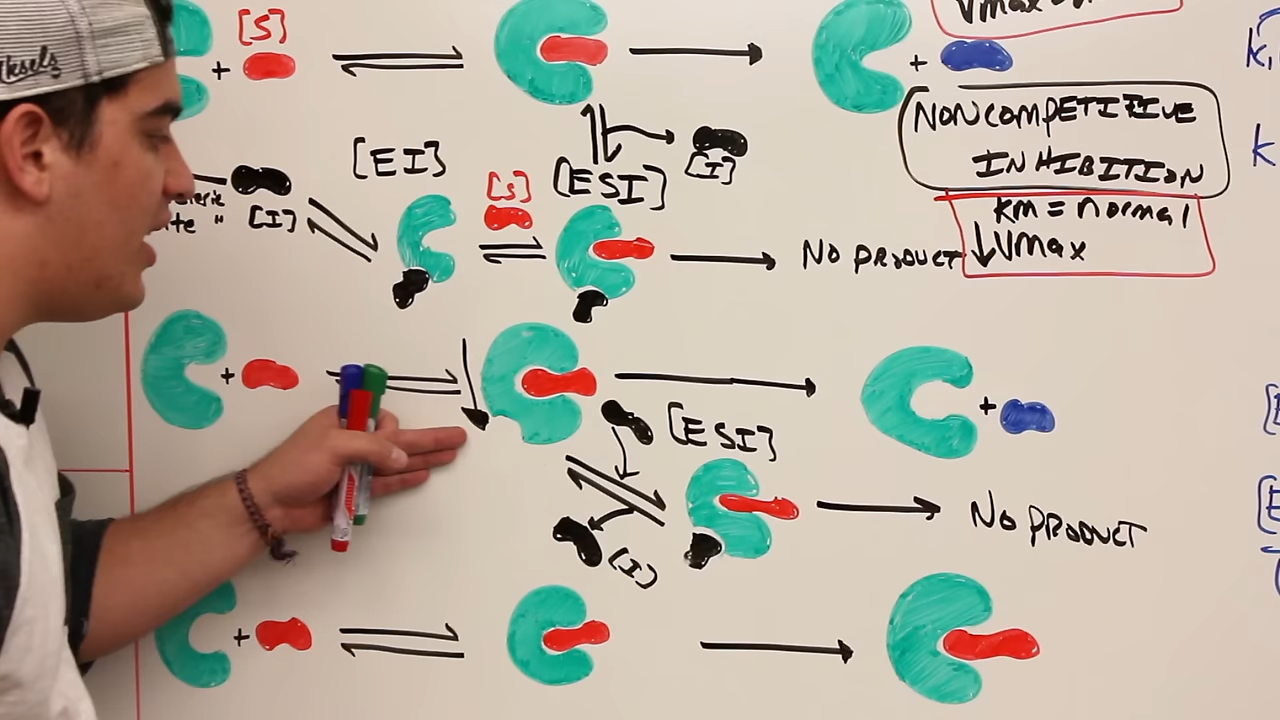 [S]
+
+
Vmax
K
NONCOMPETITIVE
INHIBITION
[I]
[EI]
[S]
[ESI]
[I]
Km = Normal
↓ Vmax
K
No PRODUCT
+
+
[ESI]
[I]
No PRODUCT
+